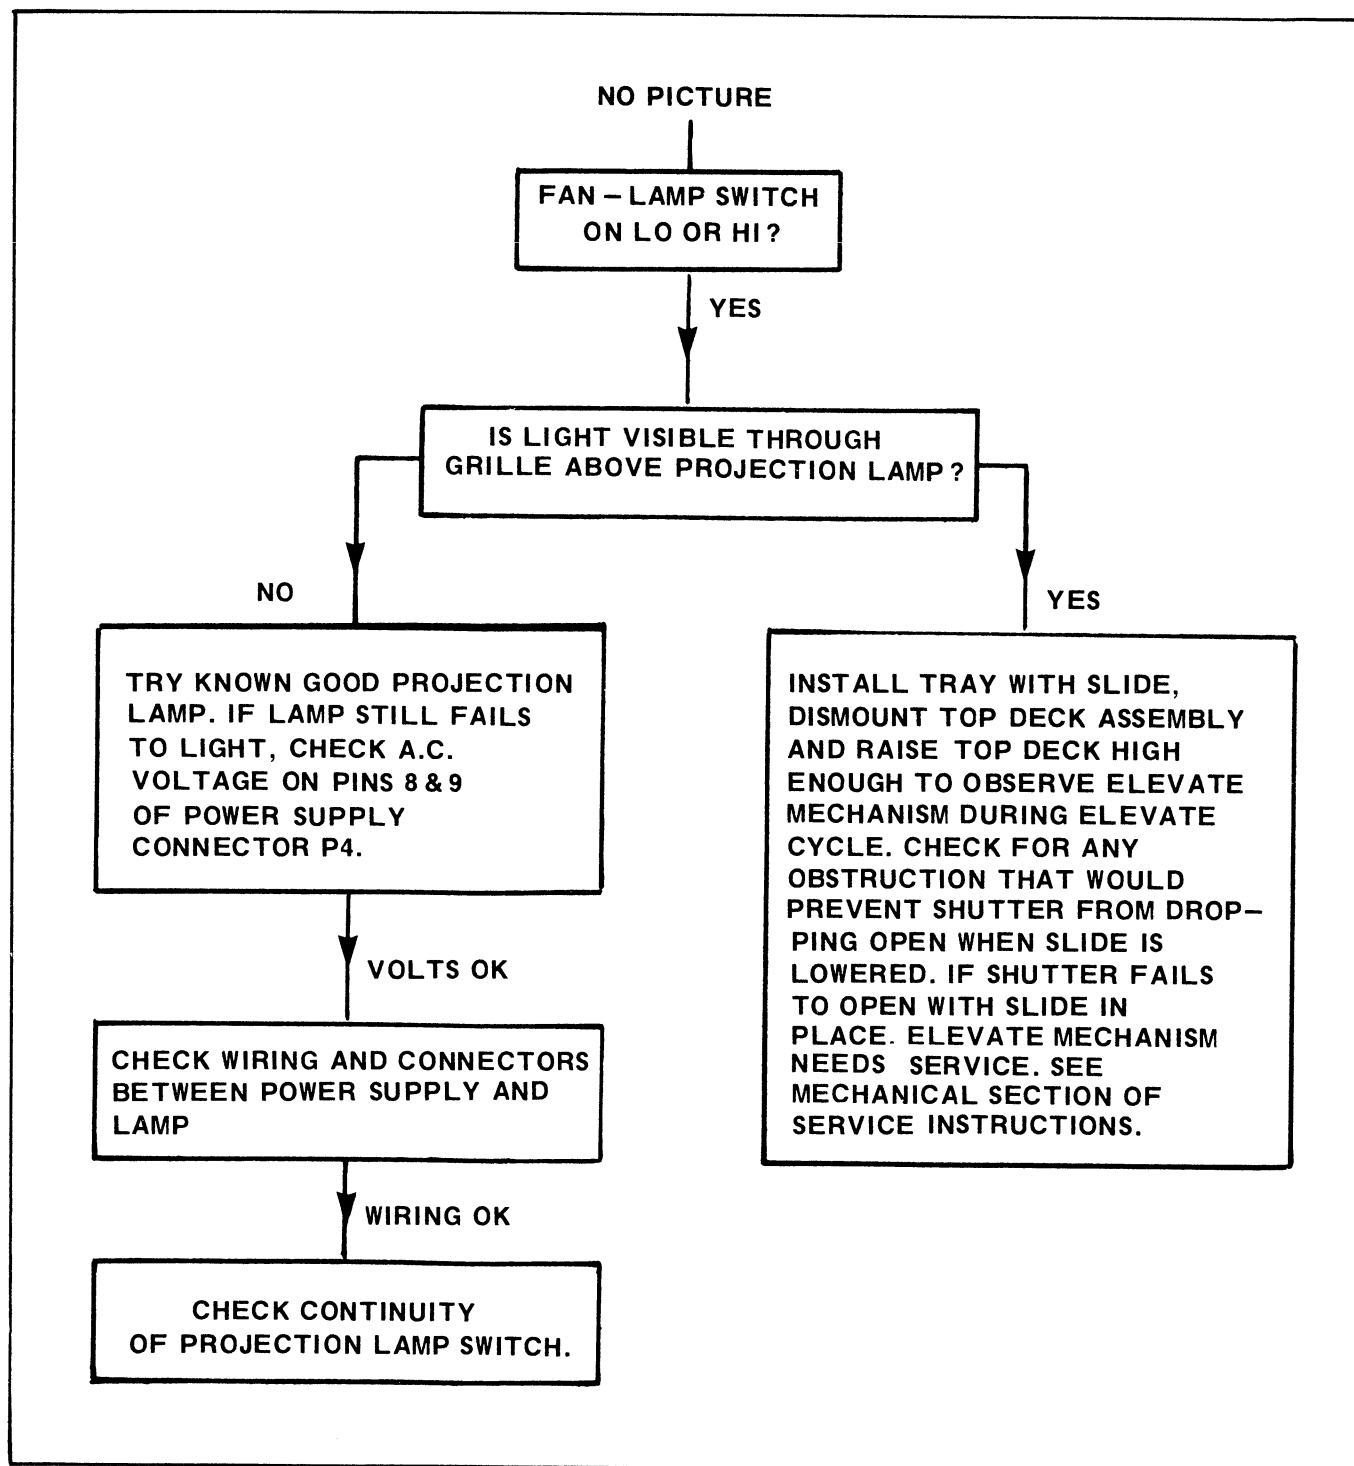 NO PICTURE
FAN – LAMP SWITCH
ON LO OR HI?
YES
IS LIGHT VISIBLE THROUGH
GRILLE ABOVE PROJECTION LAMP?
NO
TRY KNOWN GOOD PROJECTION
LAMP. IF LAMP STILL FAILS
TO LIGHT, CHECK A.C.
VOLTAGE ON PINS 8 & 9
OF POWER SUPPLY
CONNECTOR P4.
VOLTS OK
CHECK WIRING AND CONNECTORS
BETWEEN POWER SUPPLY AND
LAMP
WIRING OK
CHECK CONTINUITY
OF PROJECTION LAMP SWITCH.
YES
INSTALL TRAY WITH SLIDE,
DISMOUNT TOP DECK ASSEMBLY
AND RAISE TOP DECK HIGH
ENOUGH TO OBSERVE ELEVATE
MECHANISM DURING ELEVATE
CYCLE. CHECK FOR ANY
OBSTRUCTION THAT WOULD
PREVENT SHUTTER FROM DROP–
PING OPEN WHEN SLIDE IS
LOWERED. IF SHUTTER FAILS
TO OPEN WITH SLIDE IN
PLACE. ELEVATE MECHANISM
NEEDS SERVICE. SEE
MECHANICAL SECTION OF
SERVICE INSTRUCTIONS.